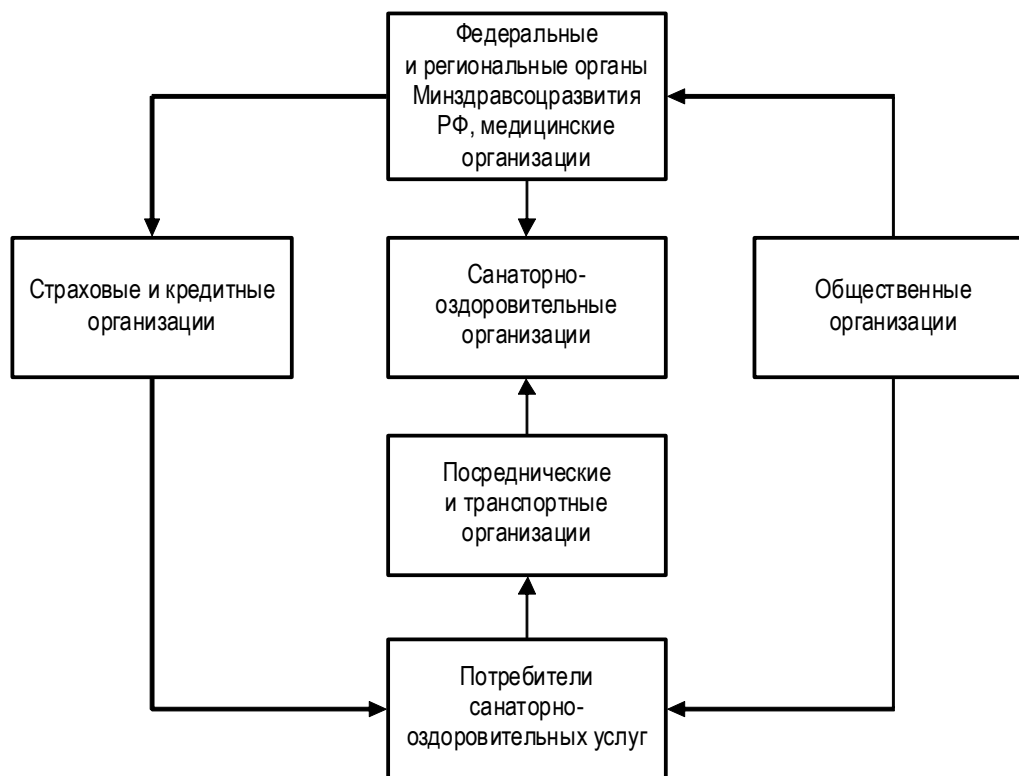 Федеральные
и региональные органы
Минздравсоцразвития
РФ, медицинские
организации
Страховые и кредитные
организации
Санаторно-
оздоровительные
организации
Общественные
организации
Посреднические
и транспортные
организации
Потребители
санаторно-
оздоровительных услуг